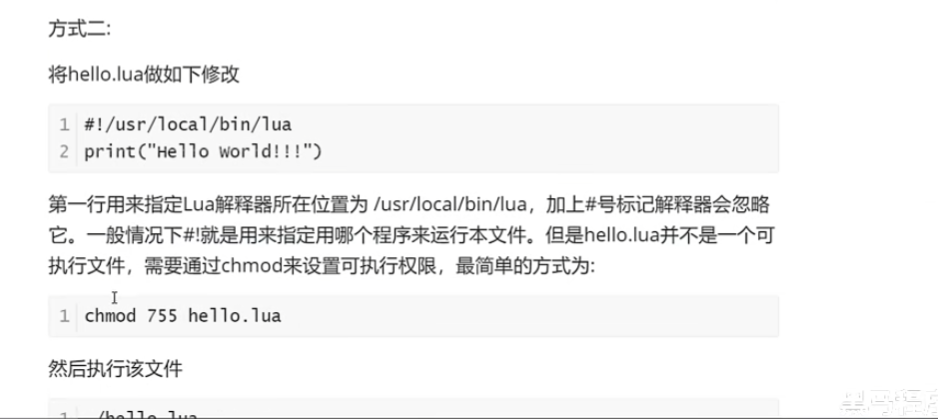 方式二:
将hello.lua做如下修改
1 #!/usr/local/bin/lua
2 print("Hello World!!!")
第一行用来指定Lua解释器所在位置为 /usr/local/bin/lua，加上#号标记解释器会忽略
它。一般情况下#!就是用来指定用哪个程序来运行本文件。但是hello.lua并不是一个可
执行文件，需要通过chmod来设置可执行权限，最简单的方式为:
1 chmod 755 hello.lua
然后执行该文件
1 ./hello.lua